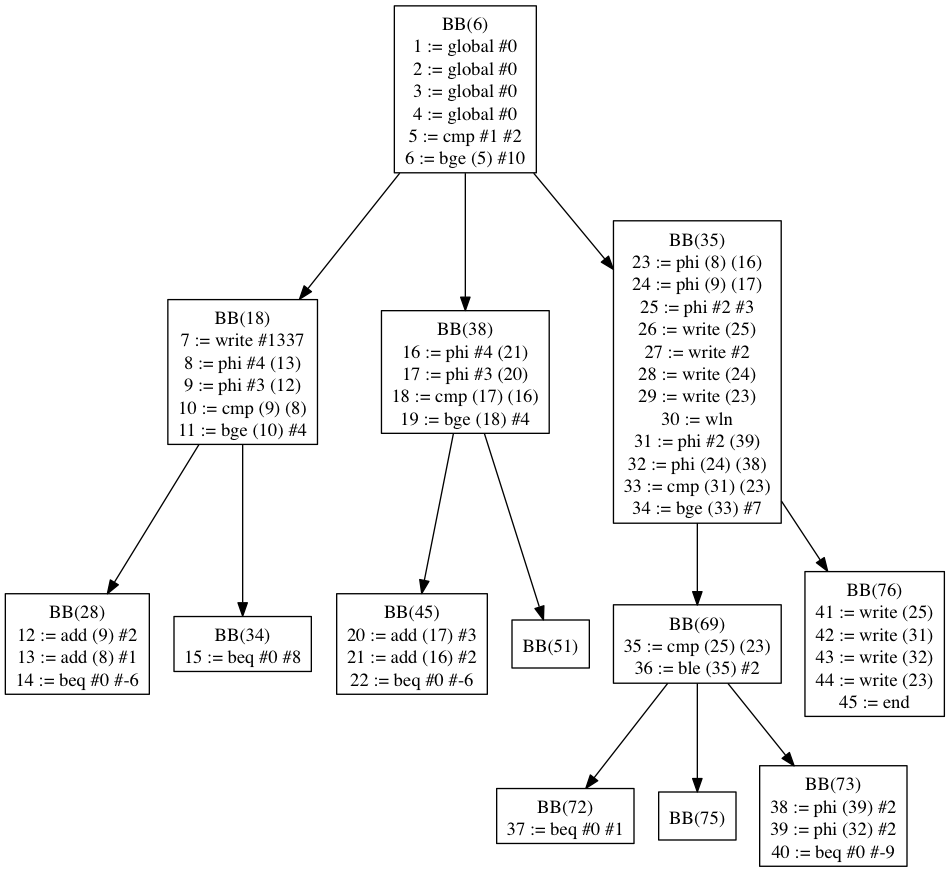 BB(6)
1 := global #0
2 := global #0
3 := global #0
4 := global #0
5 := cmp #1 #2
6 := bge (5) #10
BB(18)
7 := write #1337
8 := phi #4 (13)
9 := phi #3 (12)
10 := cmp (9) (8)
11 := bge (10) #4
BB(38)
16 := phi #4 (21)
17 := phi #3 (20)
18 := cmp (17) (16)
19 := bge (18) #4
BB(35)
23 := phi (8) (16)
24 := phi (9) (17)
25 := phi #2 #3
26 := write (25)
27 := write #2
28 := write (24)
29 := write (23)
30 := wln
31 := phi #2 (39)
32 := phi (24) (38)
33 := cmp (31) (23)
34 := bge (33) #7
BB(28)
12 := add (9) #2
13 := add (8) #1
14 := beq #0 #-6
BB(34)
15 := beq #0 #8
BB(45)
20 := add (17) #3
21 := add (16) #2
22 := beq #0 #-6
BB(51)
BB(69)
35 := cmp (25) (23)
36 := ble (35) #2
BB(76)
41 := write (25)
42 := write (31)
43 := write (32)
44 := write (23)
45 := end
BB(72)
37 := beq #0 #1
BB(75)
BB(73)
38 := phi (39) #2
39 := phi (32) #2
40 := beq #0 #-9